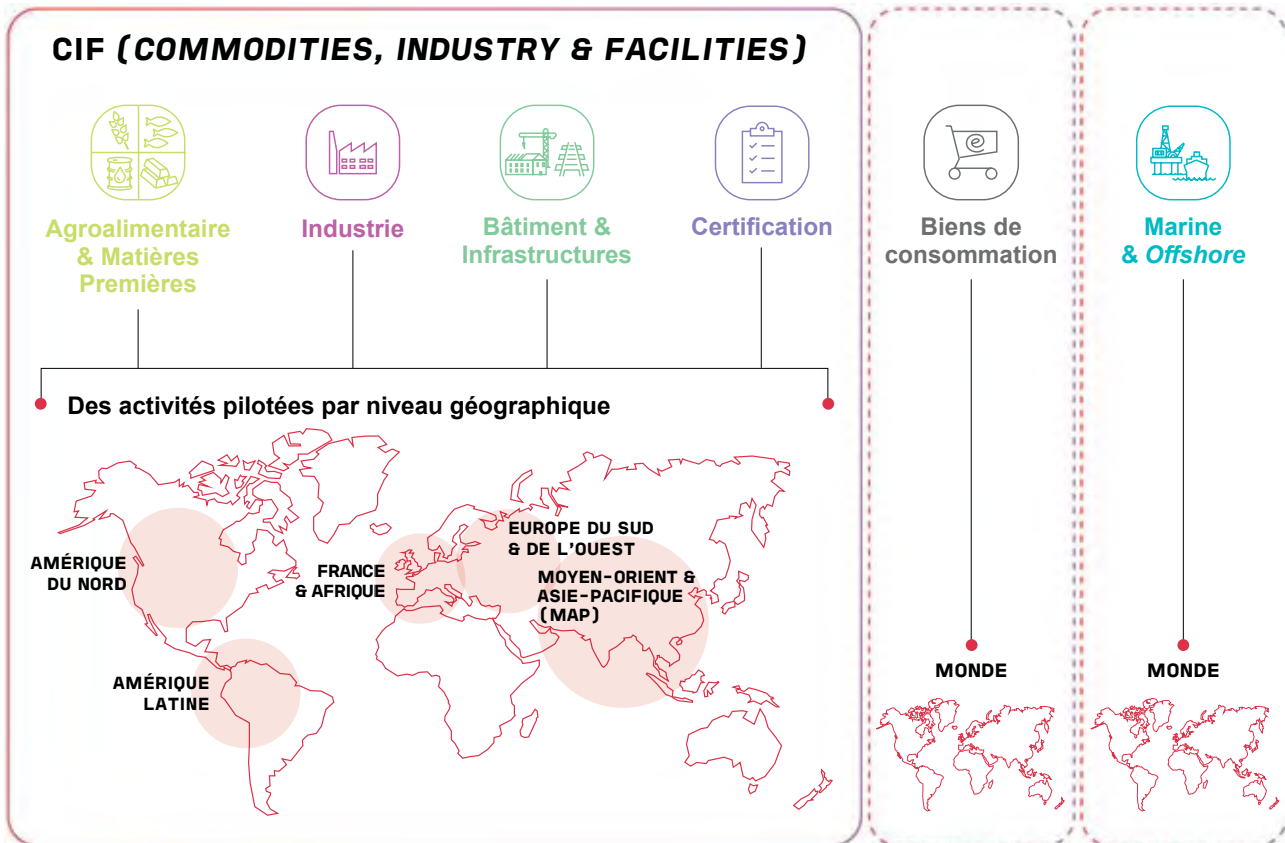 CIF (COMMODITIES, INDUSTRY & FACILITIES)
Agroalimentaire
& Matières
Premières
Industrie
Bâtiment &
Infrastructures
Certification
Biens de
consommation
Marine
& Offshore
Des activités pilotées par niveau géographique
AMÉRIQUE
DU NORD
FRANCE
& AFRIQUE
EUROPE DU SUD
& DE L'OUEST
MOYEN-ORIENT &
ASIE-PACIFIQUE
(MAP)
AMÉRIQUE
LATINE
MONDE
MONDE